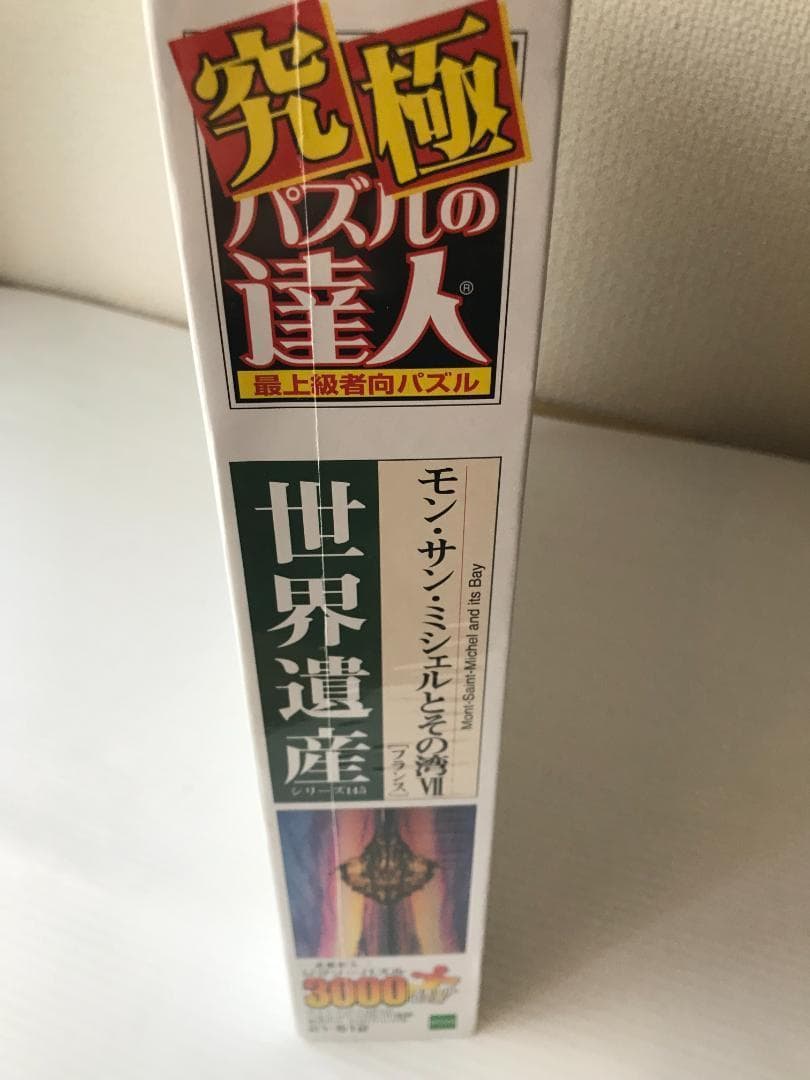 究極
パズルの
達人®
最上級者向パズル
世界遺産
シリーズ145
モン・サン・ミシェルとその湾Ⅶ
[フランス]
Mont-Saint-Michel and its Bay
3000